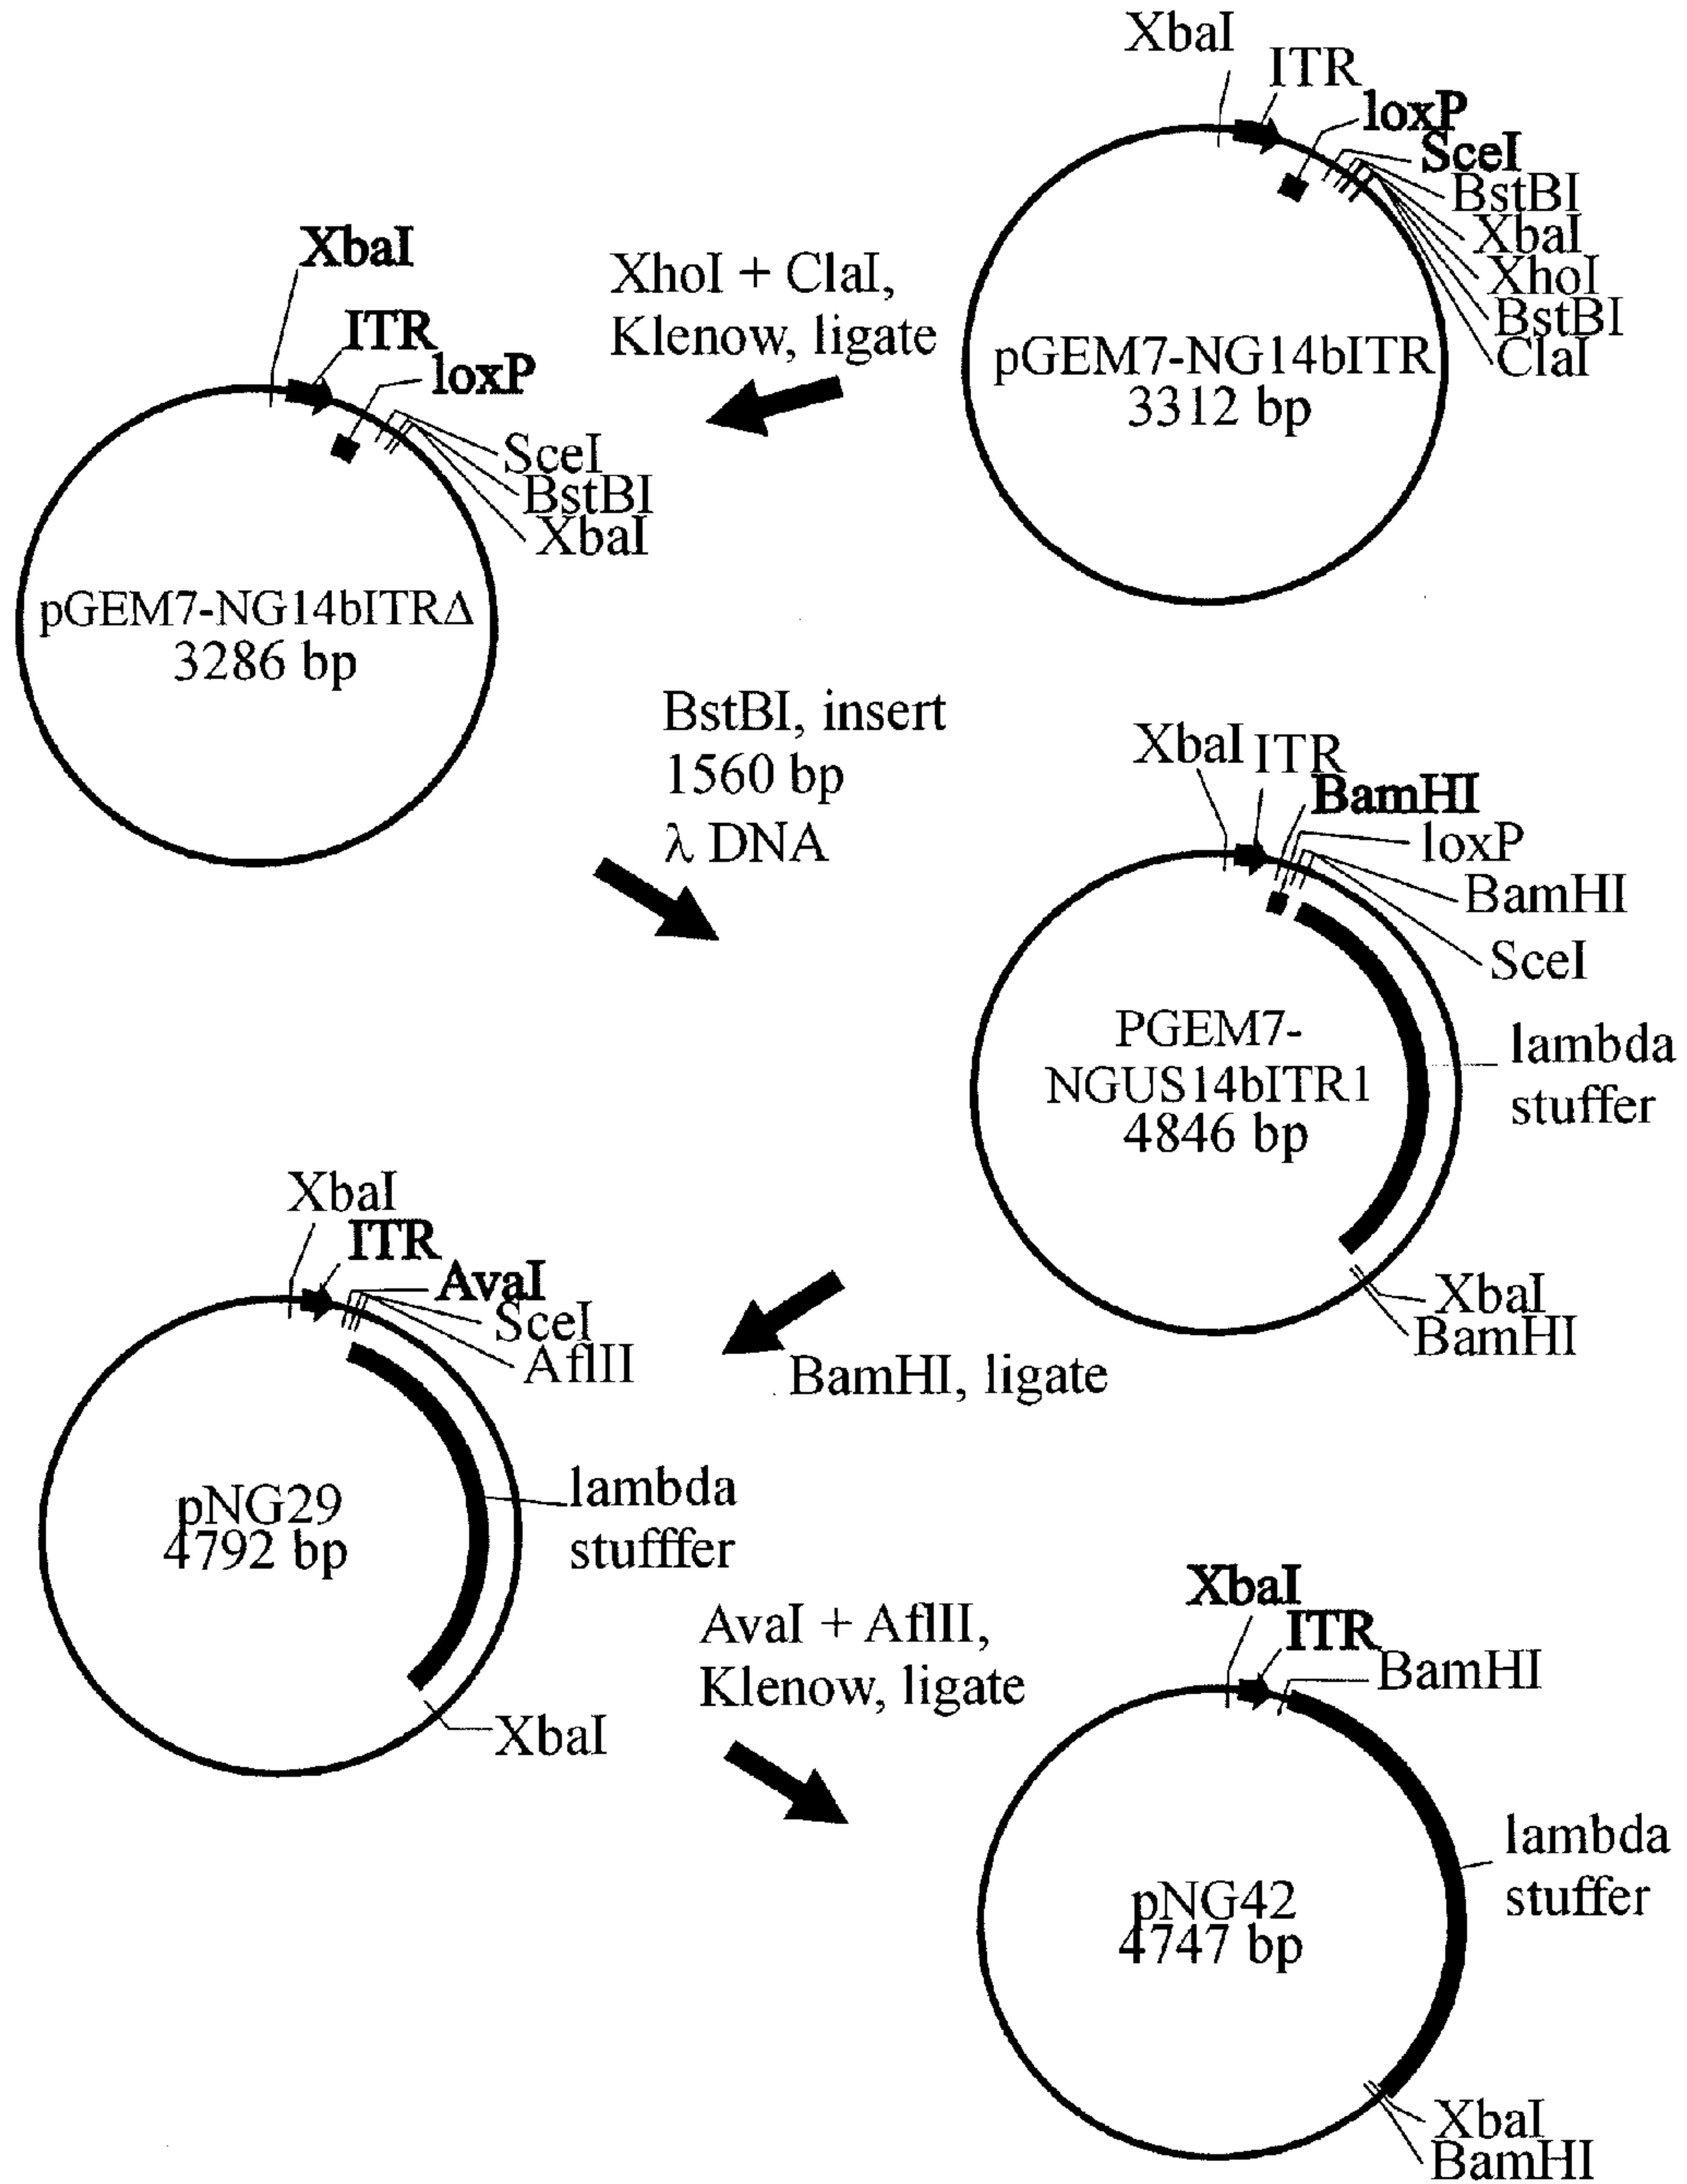 XbaI
ITR
loxP
SceI
BstBI
XbaI
XhoI
BstBI
ClaI
pGEM7-NG14bITR
3312 bp
XhoI + ClaI,
Klenow, ligate
XbaI
ITR
loxP
SceI
BstBI
XbaI
pGEM7-NG14bITRΔ
3286 bp
BstBI, insert
1560 bp
λ DNA
XbaI
ITR
BamHI
loxP
BamHI
SceI
PGEM7-
NGUS14bITR1
4846 bp
lambda
stuffer
XbaI
BamHI
BamHI, ligate
XbaI
ITR
AvaI
SceI
AflII
pNG29
4792 bp
lambda
stufffer
XbaI
AvaI + AflII,
Klenow, ligate
XbaI
ITR
BamHI
pNG42
4747 bp
lambda
stuffer
XbaI
BamHI